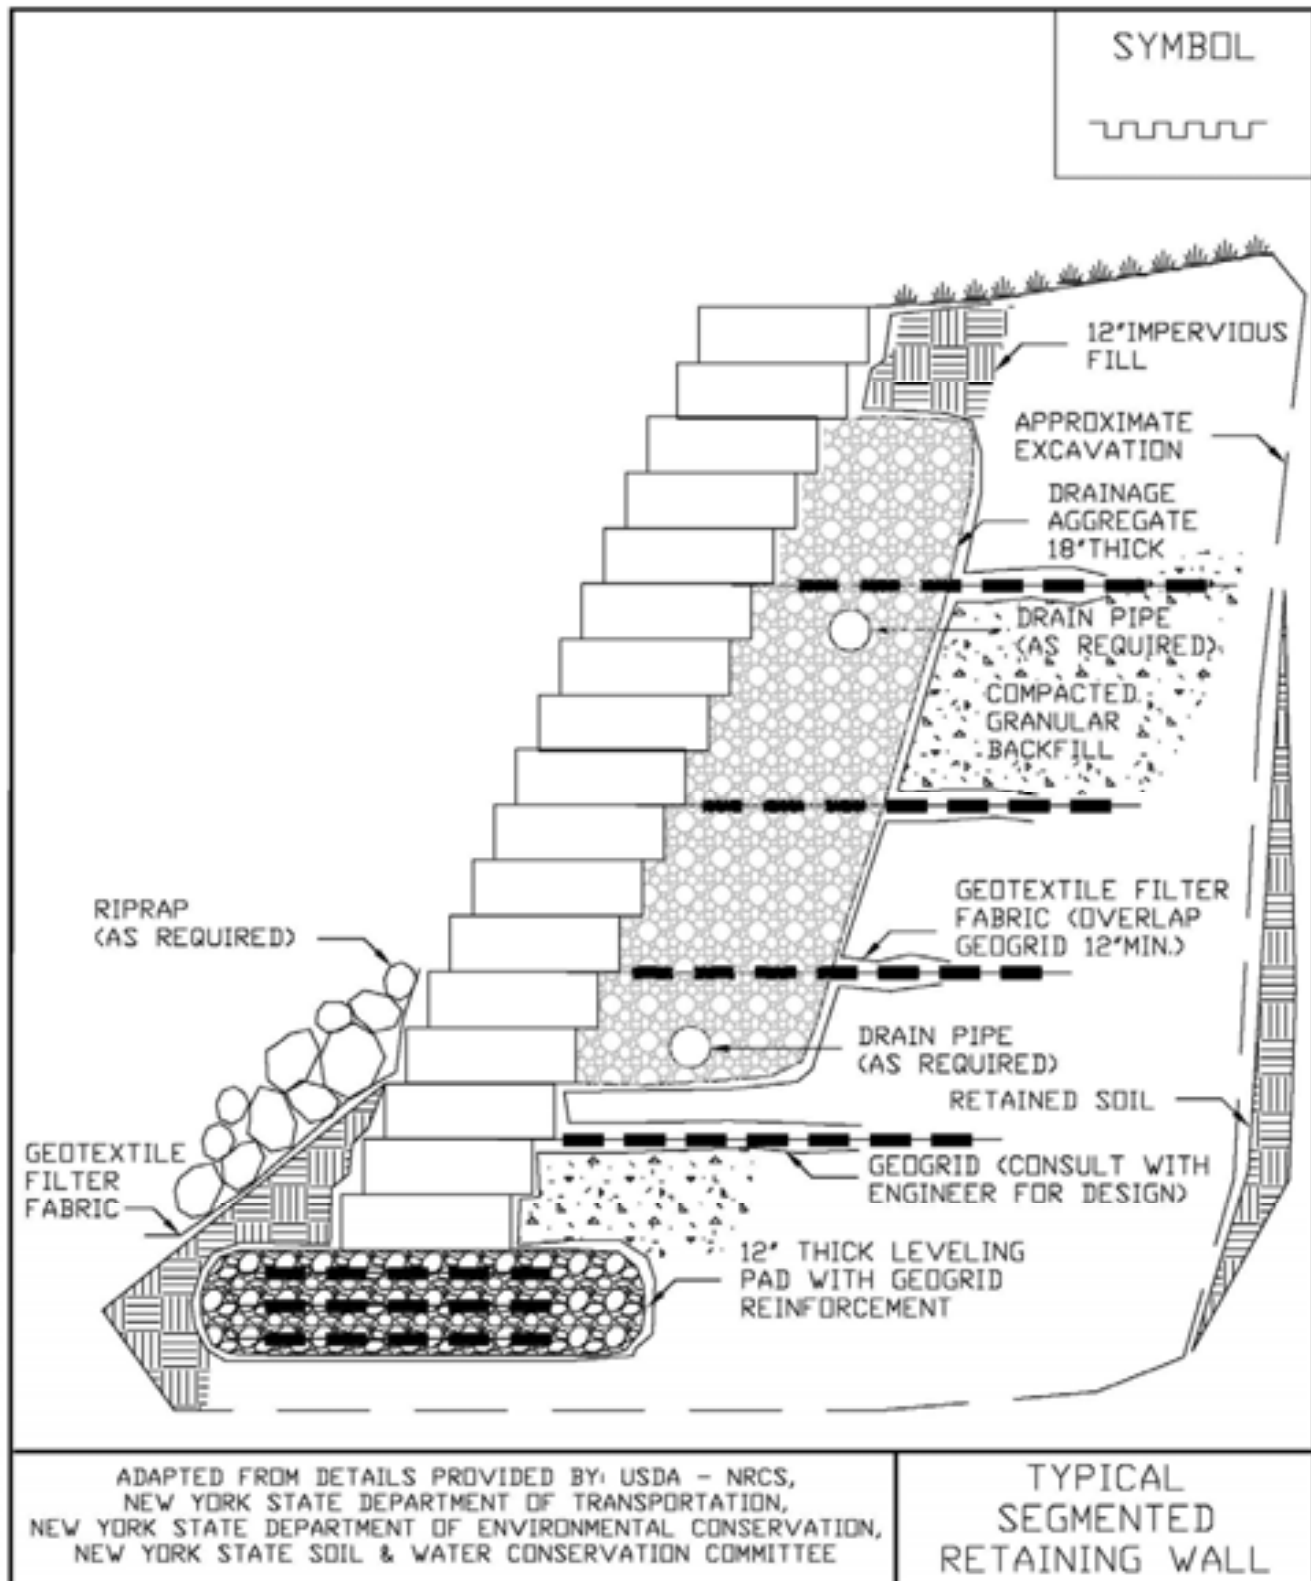 SYMBOL
12"IMPERVIOUS
FILL
APPROXIMATE
EXCAVATION
DRAINAGE
AGGREGATE
18"THICK
DRAIN PIPE
(AS REQUIRED)
COMPACTED
GRANULAR
BACKFILL
RIPRAP
(AS REQUIRED)
GEOTEXTILE FILTER
FABRIC (OVERLAP
GEOGRID 12"MIN.)
DRAIN PIPE
(AS REQUIRED)
RETAINED SOIL
GEOTEXTILE
FILTER
FABRIC
GEOGRID (CONSULT WITH
ENGINEER FOR DESIGN)
12" THICK LEVELING
PAD WITH GEOGRID
REINFORCEMENT
ADAPTED FROM DETAILS PROVIDED BY: USDA - NRCS,
NEW YORK STATE DEPARTMENT OF TRANSPORTATION,
NEW YORK STATE DEPARTMENT OF ENVIRONMENTAL CONSERVATION,
NEW YORK STATE SOIL & WATER CONSERVATION COMMITTEE
TYPICAL
SEGMENTED
RETAINING WALL